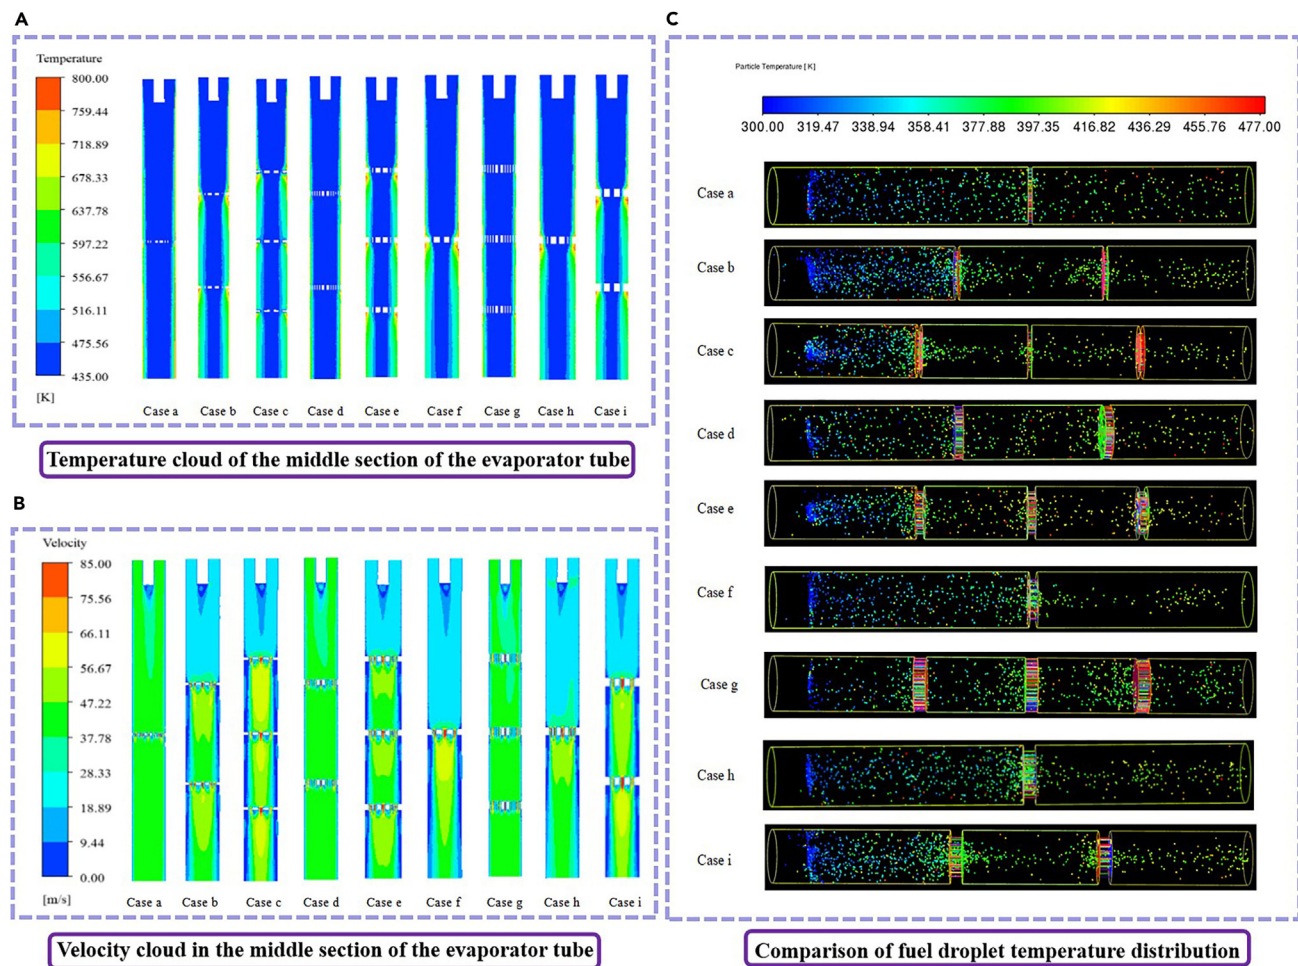 A
Temperature
800.00
759.44
718.89
678.33
637.78
597.22
556.67
516.11
475.56
435.00
[K]
Case a Case b Case c Case d Case e Case f Case g Case h Case i
Temperature cloud of the middle section of the evaporator tube
B
Velocity
85.00
75.56
66.11
56.67
47.22
37.78
28.33
18.89
9.44
0.00
[m/s]
Case a Case b Case c Case d Case e Case f Case g Case h Case i
Velocity cloud in the middle section of the evaporator tube
C
Particle Temperature [K]
300.00 319.47 338.94 358.41 377.88 397.35 416.82 436.29 455.76 477.00
Case a
Case b
Case c
Case d
Case e
Case f
Case g
Case h
Case i
Comparison of fuel droplet temperature distribution